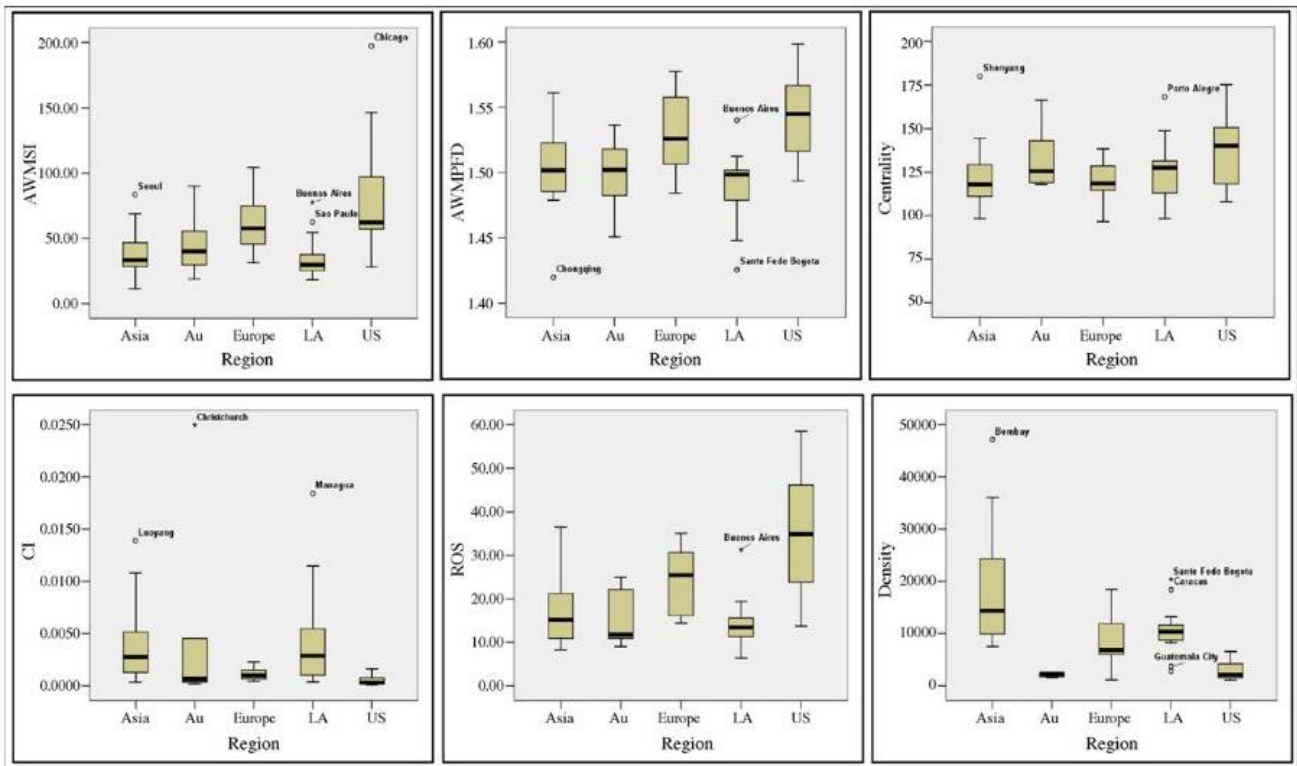 200.00
150.00
100.00
50.00
0.00
AWMSI
Chicago
Seoul
Buenos Aires
Sao Paulo
Asia Au Europe LA US
Region
1.60
1.55
1.50
1.45
1.40
AWMPFD
Buenos Aires
Chongqing
Sante Fede Bogota
Asia Au Europe LA US
Region
200
175
150
125
100
75
50
Centrality
Shenyang
Porto Alegre
Asia Au Europe LA US
Region
0.0250
0.0200
0.0150
0.0100
0.0050
0.0000
CI
Christchurch
Managua
Luoyang
Asia Au Europe LA US
Region
60.00
50.00
40.00
30.00
20.00
10.00
0.00
ROS
Buenos Aires
Asia Au Europe LA US
Region
50000
40000
30000
20000
10000
0
Density
Bombay
Sante Fede Bogota
Caracas
Guatemala City
Asia Au Europe LA US
Region